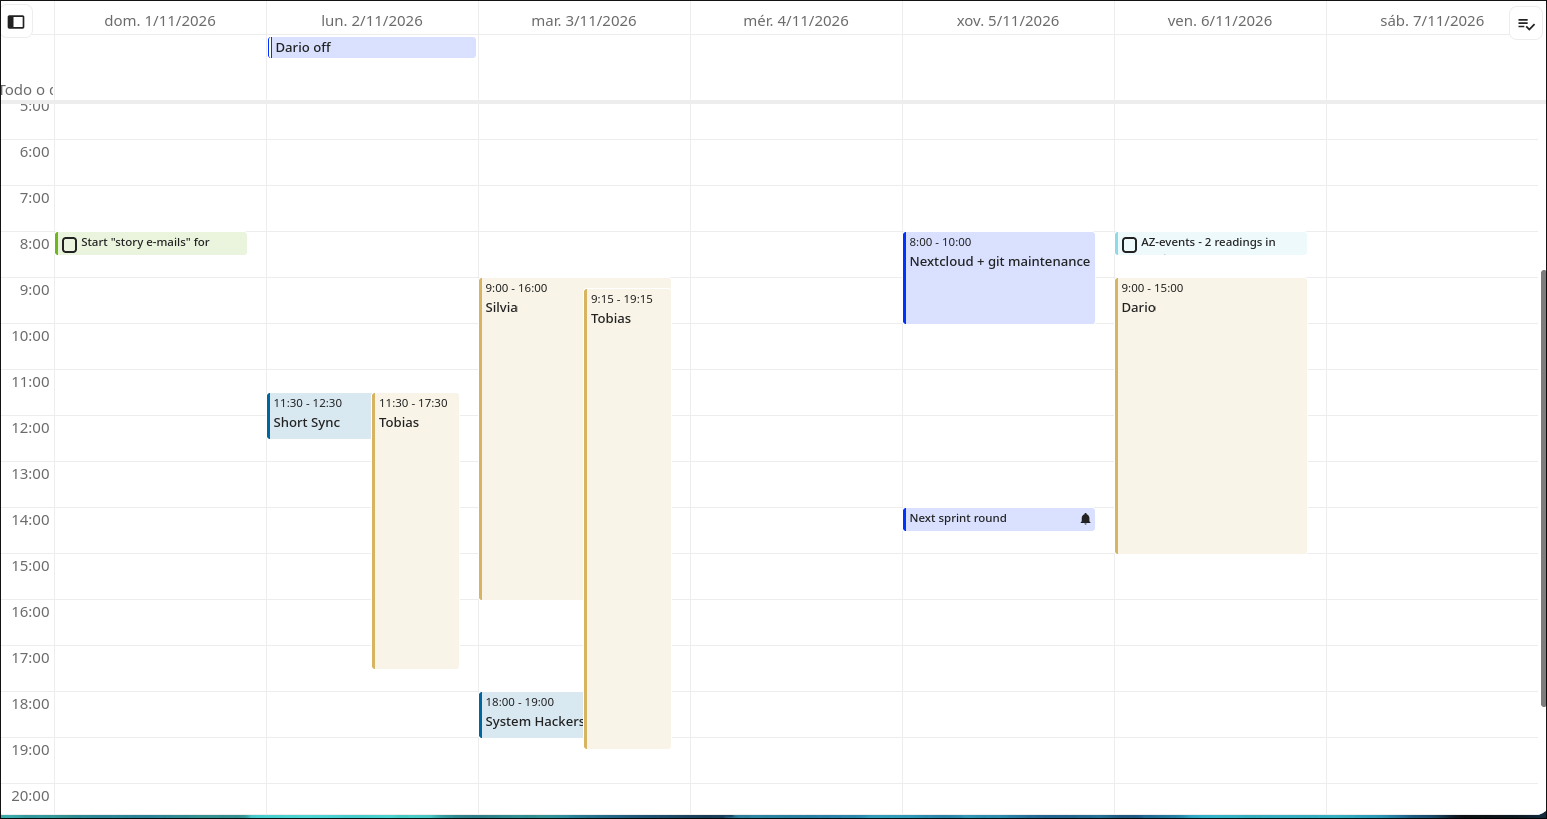 dom. 1/11/2026
lun. 2/11/2026
mar. 3/11/2026
mér. 4/11/2026
xov. 5/11/2026
ven. 6/11/2026
sáb. 7/11/2026
Dario off
Todo o
5:00
6:00
7:00
8:00
9:00
10:00
11:00
12:00
13:00
14:00
15:00
16:00
17:00
18:00
19:00
20:00
Start "story e-mails" for
11:30 - 12:30
Short Sync
11:30 - 17:30
Tobias
9:00 - 16:00
Silvia
9:15 - 19:15
Tobias
18:00 - 19:00
System Hackers
8:00 - 10:00
Nextcloud + git maintenance
Next sprint round
AZ-events - 2 readings in
9:00 - 15:00
Dario